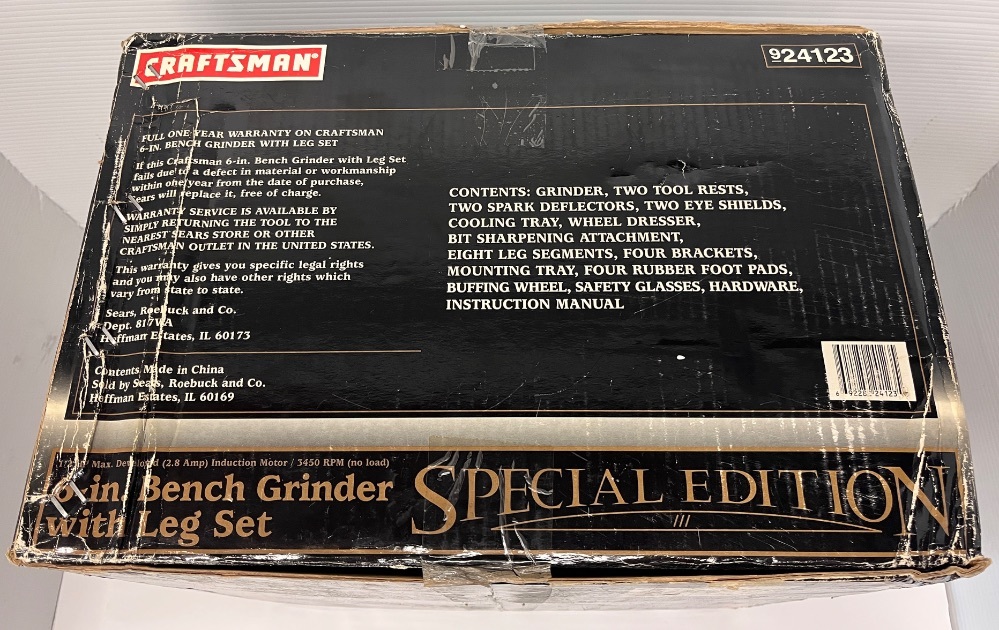 CRAFTSMAN®
924123
FULL ONE YEAR WARRANTY ON CRAFTSMAN
6-IN. BENCH GRINDER WITH LEG SET
If this Craftsman 6-in. Bench Grinder with Leg Set
fails due to a defect in material or workmanship
within one year from the date of purchase,
Sears will replace it, free of charge.
WARRANTY SERVICE IS AVAILABLE BY
SIMPLY RETURNING THE TOOL TO THE
NEAREST SEARS STORE OR OTHER
CRAFTSMAN OUTLET IN THE UNITED STATES.
This warranty gives you specific legal rights
and you may also have other rights which
vary from state to state.
Sears, Roebuck and Co.
Dept. 817WA
Hoffman Estates, IL 60173
Contents Made in China
Sold by Sears, Roebuck and Co.
Hoffman Estates, IL 60169
CONTENTS: GRINDER, TWO TOOL RESTS,
TWO SPARK DEFLECTORS, TWO EYE SHIELDS,
COOLING TRAY, WHEEL DRESSER,
BIT SHARPENING ATTACHMENT,
EIGHT LEG SEGMENTS, FOUR BRACKETS,
MOUNTING TRAY, FOUR RUBBER FOOT PADS,
BUFFING WHEEL, SAFETY GLASSES, HARDWARE,
INSTRUCTION MANUAL
24123
Max. Developed (2.8 Amp) Induction Motor / 3450 RPM (no load)
6-in. Bench Grinder
with Leg Set
SPECIAL EDITION